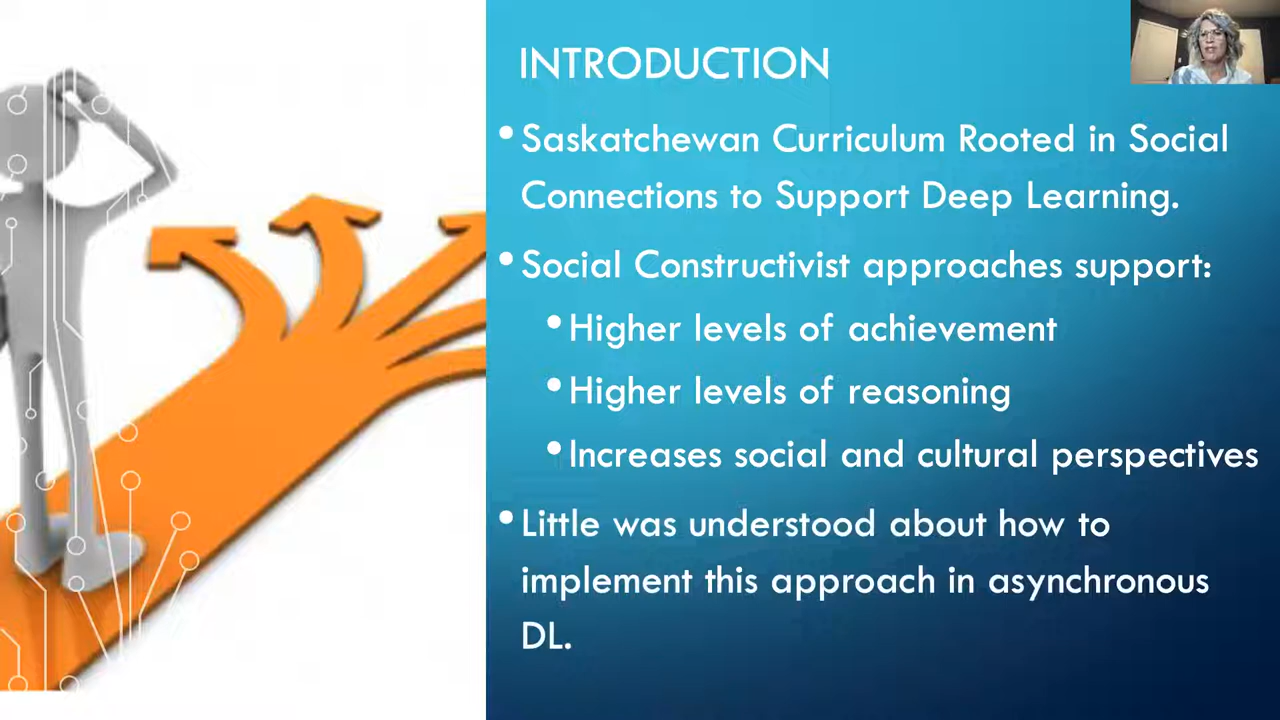 INTRODUCTION
• Saskatchewan Curriculum Rooted in Social
Connections to Support Deep Learning.
• Social Constructivist approaches support:
• Higher levels of achievement
• Higher levels of reasoning
• Increases social and cultural perspectives
• Little was understood about how to
implement this approach in asynchronous
DL.